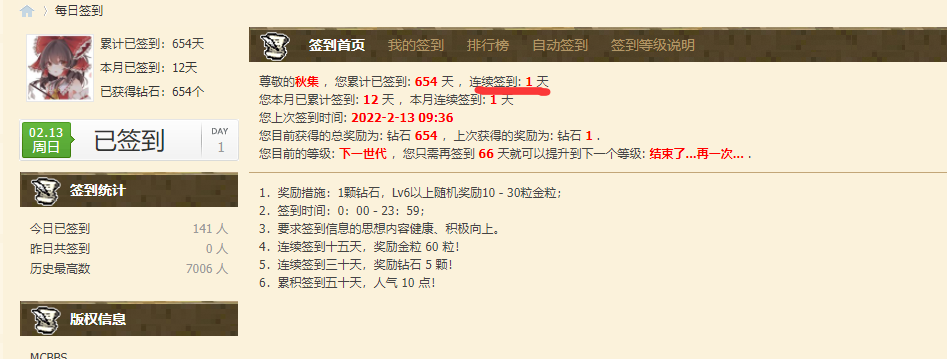 每日签到
累计已签到：654天
本月已签到：12天
已获得钻石：654个
02.13
周日
已签到
DAY
1
签到统计
今日已签到 141 人
昨日共签到 0 人
历史最高数 7006 人
版权信息
MCBBS
签到首页 我的签到 排行榜 自动签到 签到等级说明
尊敬的秋集 ，您累计已签到: 654 天 ，连续签到: 1 天
您本月已累计签到: 12 天 ，本月连续签到: 1 天
您上次签到时间: 2022-2-13 09:36
您目前获得的总奖励为: 钻石 654 ，上次获得的奖励为: 钻石 1 .
您目前的等级: 下一世代 ，您只需再签到 66 天就可以提升到下一个等级: 结束了...再一次... .
1. 奖励措施：1颗钻石，Lv6以上随机奖励10 - 30粒金粒；
2. 签到时间：0：00 - 23：59；
3. 要求签到信息的思想内容健康、积极向上。
4. 连续签到十五天，奖励金粒 60 粒！
5. 连续签到三十天，奖励钻石 5 颗！
6. 累积签到五十天，人气 10 点！